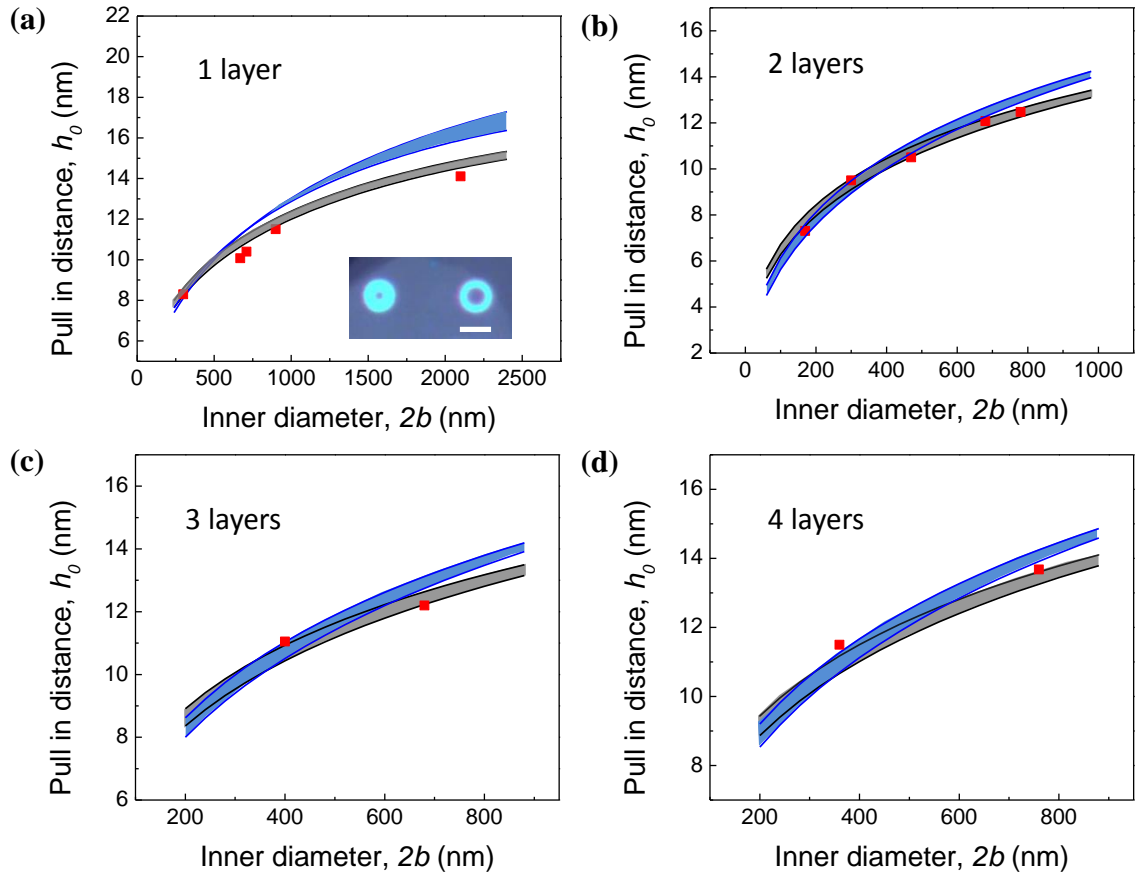 (a)
22
20
18
16
14
12
10
8
6
Pull in distance, h0 (nm)
1 layer
0 500 1000 1500 2000 2500
Inner diameter, 2b (nm)
(b)
16
14
12
10
8
6
4
2
Pull in distance, h0 (nm)
2 layers
0 200 400 600 800 1000
Inner diameter, 2b (nm)
(c)
16
14
12
10
8
6
Pull in distance, h0 (nm)
3 layers
200 400 600 800
Inner diameter, 2b (nm)
(d)
16
14
12
10
8
Pull in distance, h0 (nm)
4 layers
200 400 600 800
Inner diameter, 2b (nm)